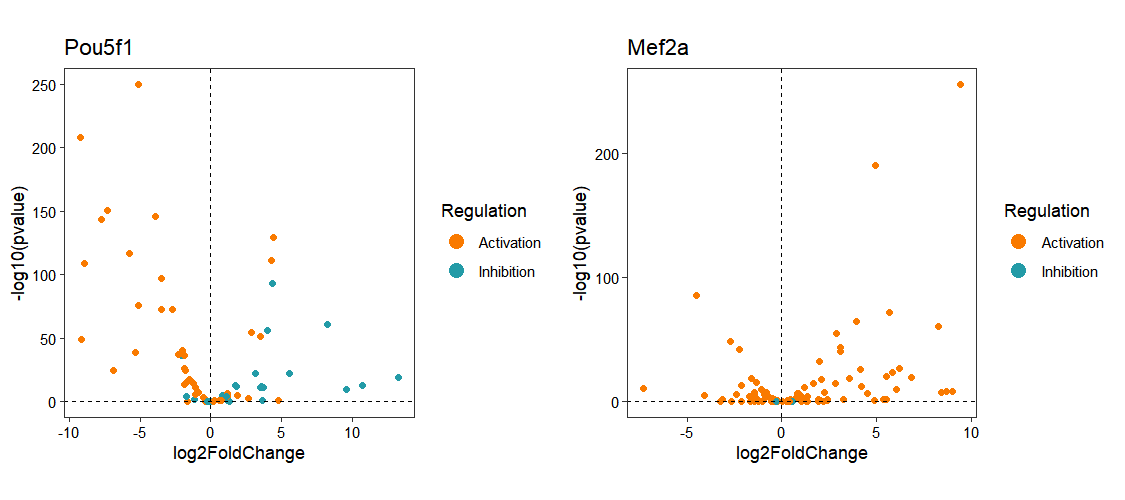 Pou5f1
250
200
150
100
50
0
-log10(pvalue)
-10
-5
0
5
10
log2FoldChange
Regulation
Activation
Inhibition
Mef2a
200
100
0
-log10(pvalue)
-5
0
5
10
log2FoldChange
Regulation
Activation
Inhibition